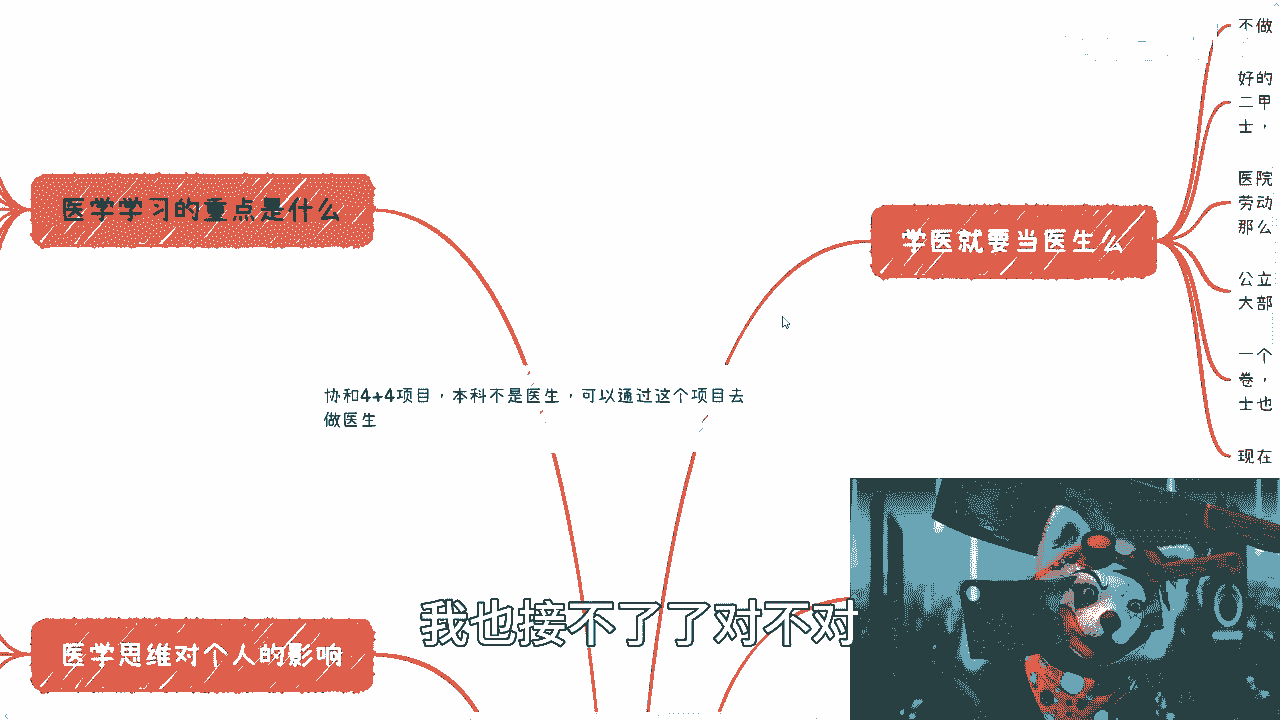 不做
好的
二甲
士，
医学学习的重点是什么
医院
劳动
那么
学医就要当医生么
公立
大部
一个
卷，
士也
协和4+4项目，本科不是医生，可以通过这个项目去
做医生
现在
我也接不了了对不对
医学思维对个人的影响